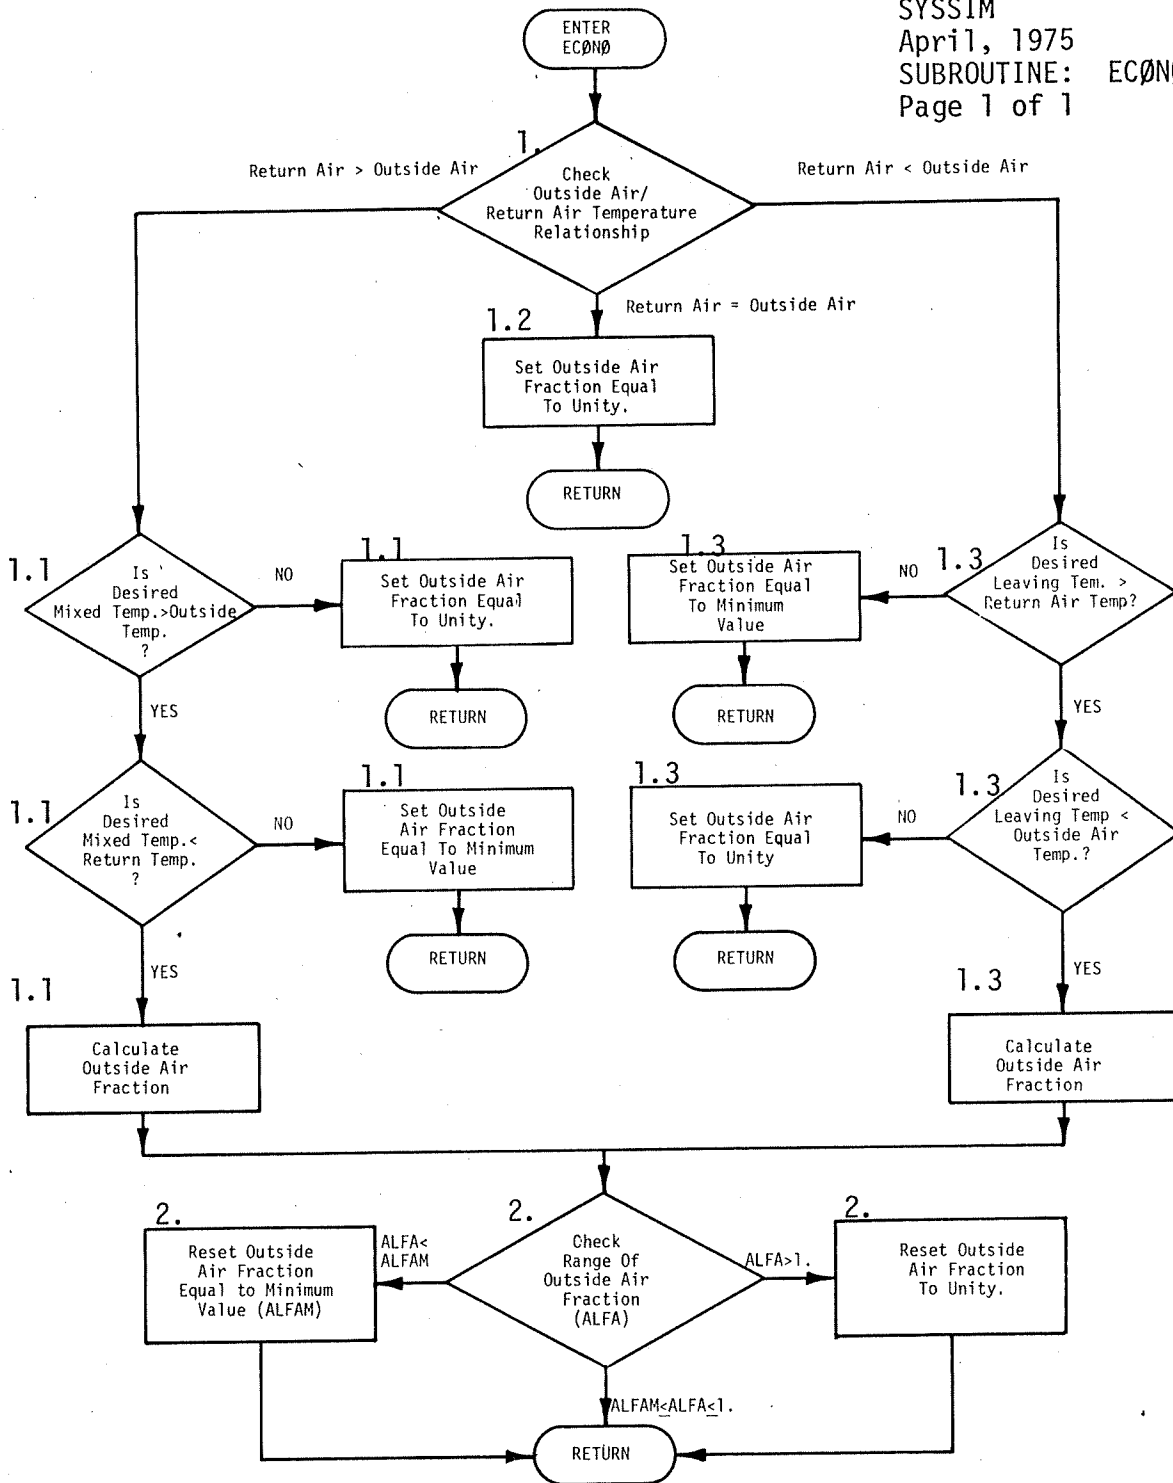 SYSSIM
April, 1975
SUBROUTINE: ECØNØ
Page 1 of 1
ENTER
ECØNØ
1.
Check
Outside Air/
Return Air Temperature
Relationship
Return Air > Outside Air
Return Air < Outside Air
Return Air = Outside Air
1.2
Set Outside Air
Fraction Equal
To Unity.
RETURN
1.1
Is
Desired
Mixed Temp.>Outside
Temp.
?
NO
1.1
Set Outside Air
Fraction Equal
To Unity.
RETURN
1.3
Set Outside Air
Fraction Equal
To Minimum
Value
RETURN
NO
1.3
Is
Desired
Leaving Tem. >
Return Air Temp?
YES
YES
1.1
Is
Desired
Mixed Temp.<
Return Temp.
?
NO
1.1
Set Outside
Air Fraction
Equal To Minimum
Value
RETURN
1.3
Set Outside Air
Fraction Equal
To Unity
RETURN
NO
1.3
Is
Desired
Leaving Temp <
Outside Air
Temp.?
YES
YES
1.1
Calculate
Outside Air
Fraction
1.3
Calculate
Outside Air
Fraction
2.
Reset Outside
Air Fraction
Equal to Minimum
Value (ALFAM)
ALFA<
ALFAM
2.
Check
Range Of
Outside Air
Fraction
(ALFA)
ALFA>1.
2.
Reset Outside
Air Fraction
To Unity.
ALFAM≤ALFA≤1.
RETURN